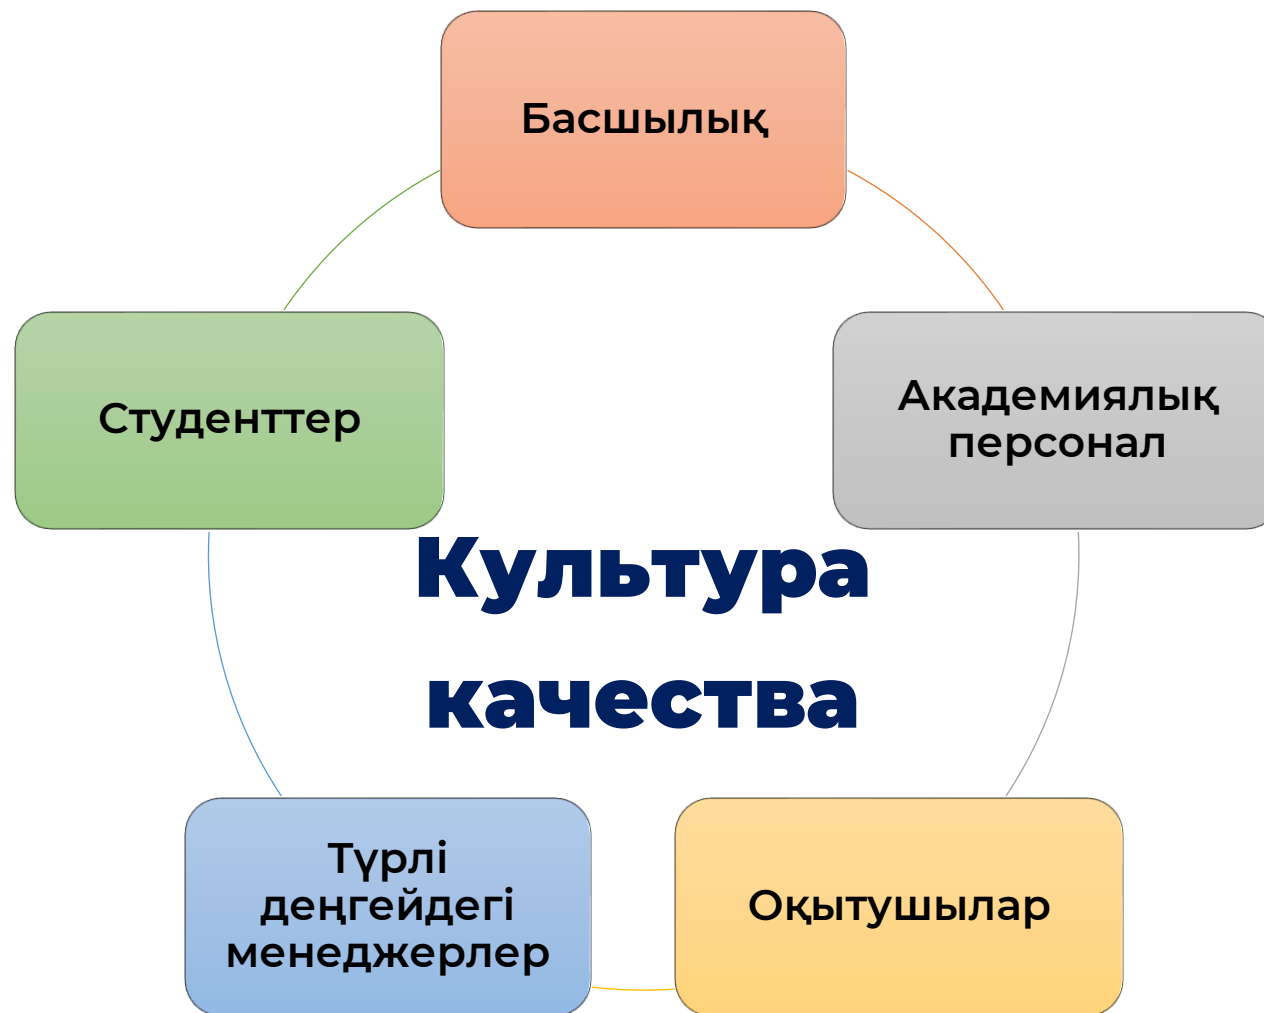 Басшылық
Студенттер
Академиялық
персонал
Культура
качества
Түрлі
деңгейдегі
менеджерлер
Оқытушылар